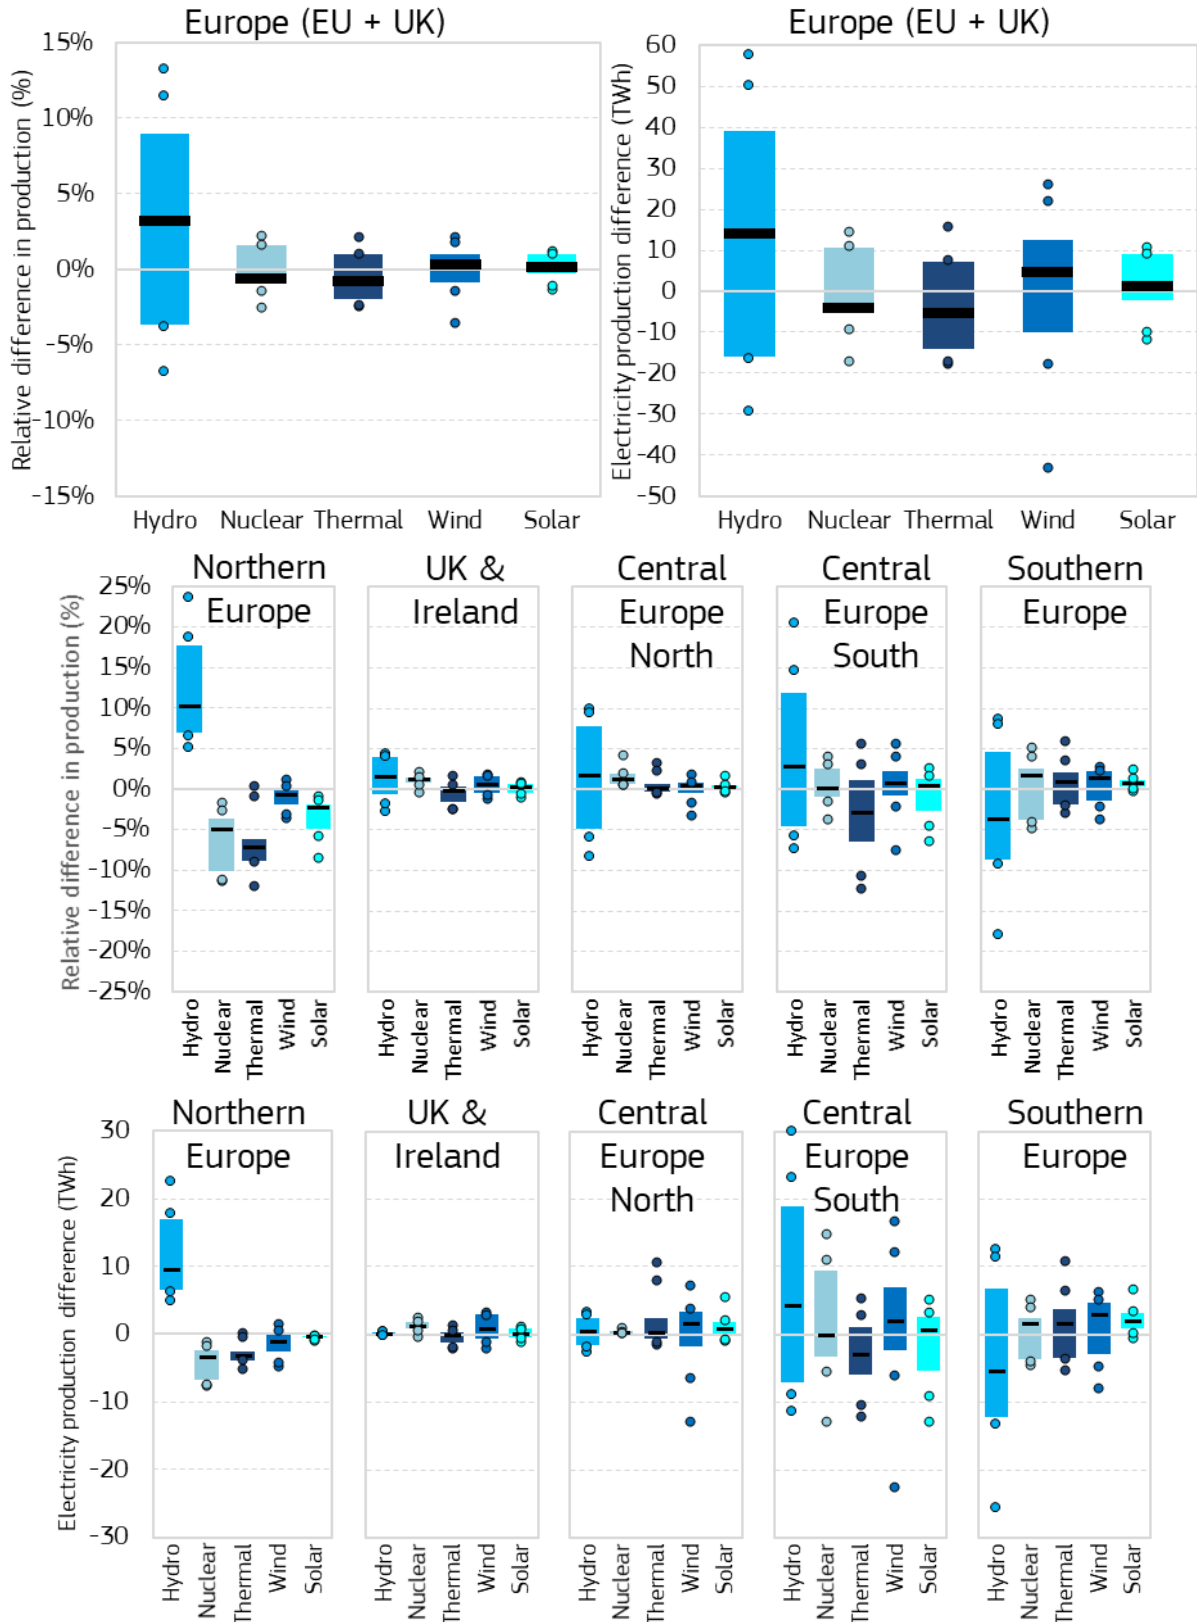 Europe (EU + UK)
Relative difference in production (%)
15%
10%
5%
0%
-5%
-10%
-15%
Hydro Nuclear Thermal Wind Solar
Europe (EU + UK)
Electricity production difference (TWh)
60
50
40
30
20
10
0
-10
-20
-30
-40
-50
Hydro Nuclear Thermal Wind Solar
Relative difference in production (%)
25%
20%
15%
10%
5%
0%
-5%
-10%
-15%
-20%
-25%
Northern
Europe
Hydro
Nuclear
Thermal
Wind
Solar
UK &
Ireland
Hydro
Nuclear
Thermal
Wind
Solar
Central
Europe
North
Hydro
Nuclear
Thermal
Wind
Solar
Central
Europe
South
Hydro
Nuclear
Thermal
Wind
Solar
Southern
Europe
Hydro
Nuclear
Thermal
Wind
Solar
Electricity production difference (TWh)
30
20
10
0
-10
-20
-30
Northern
Europe
Hydro
Nuclear
Thermal
Wind
Solar
UK &
Ireland
Hydro
Nuclear
Thermal
Wind
Solar
Central
Europe
North
Hydro
Nuclear
Thermal
Wind
Solar
Central
Europe
South
Hydro
Nuclear
Thermal
Wind
Solar
Southern
Europe
Hydro
Nuclear
Thermal
Wind
Solar